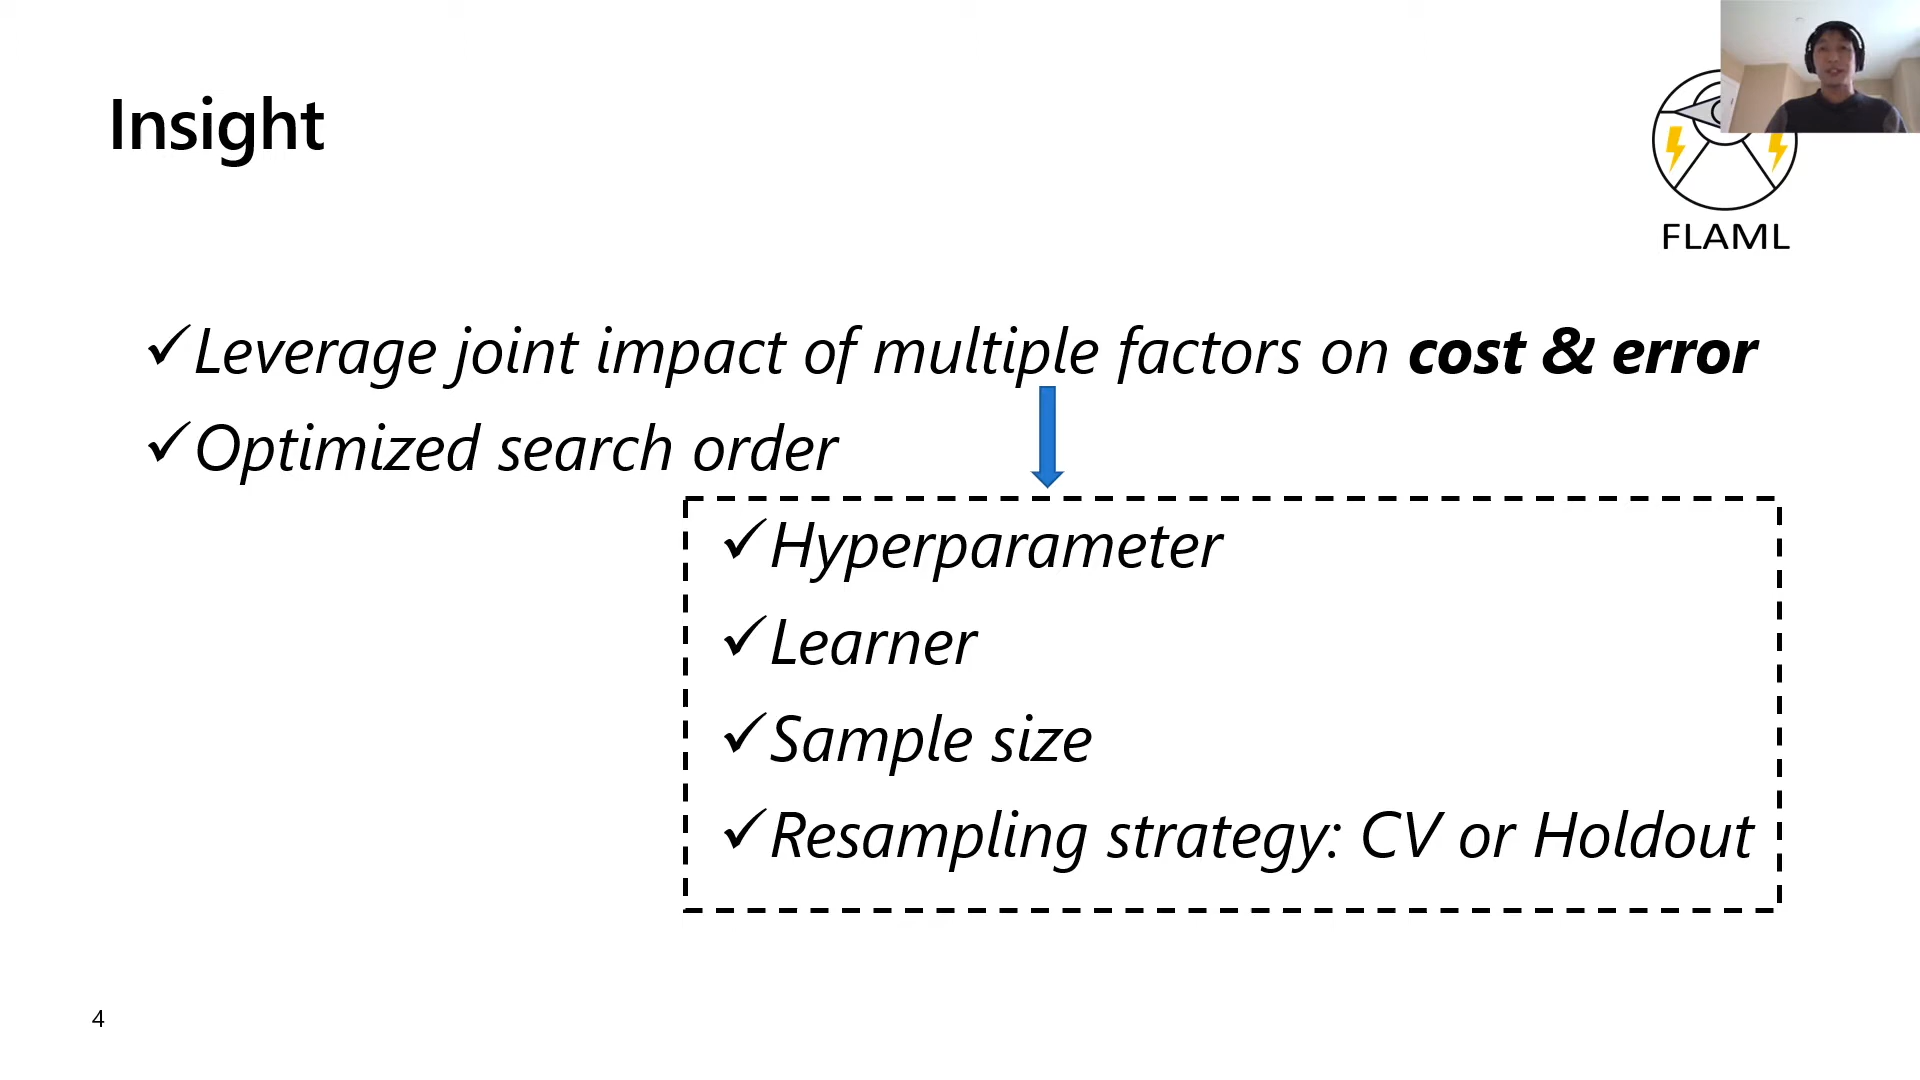 Insight
FLAML
✓Leverage joint impact of multiple factors on cost & error
✓Optimized search order
✓Hyperparameter
✓Learner
✓Sample size
✓Resampling strategy: CV or Holdout
4